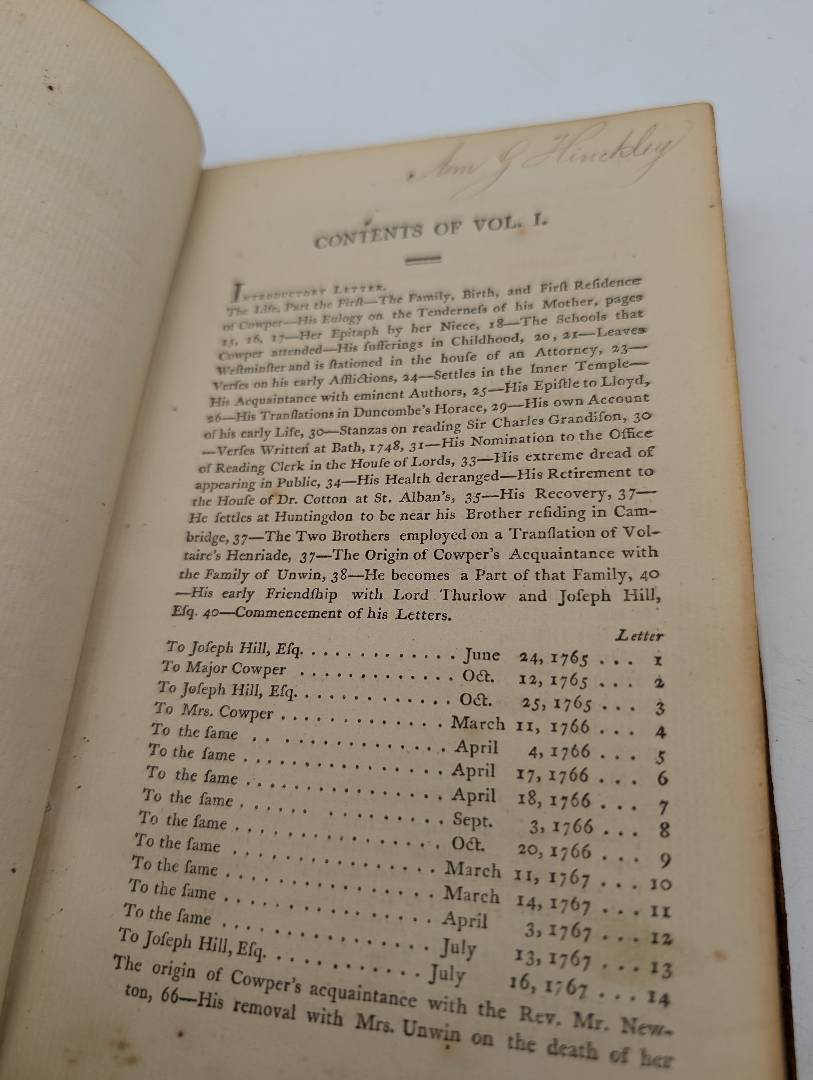 Ann G Hinckley
CONTENTS OF VOL. I.
INTRODUCTORY LETTER.
The Life, Part the Firſt—The Family, Birth, and Firſt Reſidence
of Cowper—His Eulogy on the Tenderneſs of his Mother, pages
15, 16, 17—Her Epitaph by her Niece, 18—The Schools that
Cowper attended—His ſufferings in Childhood, 20, 21—Leaves
Weſtminſter and is ſtationed in the houſe of an Attorney, 23—
Verſes on his early Afflictions, 24—Settles in the Inner Temple—
His Acquaintance with eminent Authors, 25—His Epiſtle to Lloyd,
26—His Tranſlations in Duncombe's Horace, 29—His own Account
of his early Life, 30—Stanzas on reading Sir Charles Grandiſon, 30
—Verſes Written at Bath, 1748, 31—His Nomination to the Office
of Reading Clerk in the Houſe of Lords, 33—His extreme dread of
appearing in Public, 34—His Health deranged—His Retirement to
the Houſe of Dr. Cotton at St. Alban's, 35—His Recovery, 37—
He ſettles at Huntingdon to be near his Brother reſiding in Cam-
bridge, 37—The Two Brothers employed on a Tranſlation of Vol-
taire's Henriade, 37—The Origin of Cowper's Acquaintance with
the Family of Unwin, 38—He becomes a Part of that Family, 40
—His early Friendſhip with Lord Thurlow and Joſeph Hill,
Eſq. 40—Commencement of his Letters.
Letter
To Joſeph Hill, Eſq. . . . . . . . . . . . . June 24, 1765 . . . 1
To Major Cowper . . . . . . . . . . . . Oct. 12, 1765 . . . 2
To Joſeph Hill, Eſq. . . . . . . . . . . . . Oct. 25, 1765 . . . 3
To Mrs. Cowper . . . . . . . . . . . . March 11, 1766 . . . 4
To the ſame . . . . . . . . . . . . April 4, 1766 . . . 5
To the ſame . . . . . . . . . . . . April 17, 1766 . . . 6
To the ſame . . . . . . . . . . . . April 18, 1766 . . . 7
To the ſame . . . . . . . . . . . . Sept. 3, 1766 . . . 8
To the ſame . . . . . . . . . . . . Oct. 20, 1766 . . . 9
To the ſame . . . . . . . . . . . . March 11, 1767 . . . 10
To the ſame . . . . . . . . . . . . March 14, 1767 . . . 11
To the ſame . . . . . . . . . . . . April 3, 1767 . . . 12
To the ſame . . . . . . . . . . . . July 13, 1767 . . . 13
To Joſeph Hill, Eſq. . . . . . . . . . . . July 16, 1767 . . . 14
The origin of Cowper's acquaintance with the Rev. Mr. New-
ton, 66—His removal with Mrs. Unwin on the death of her